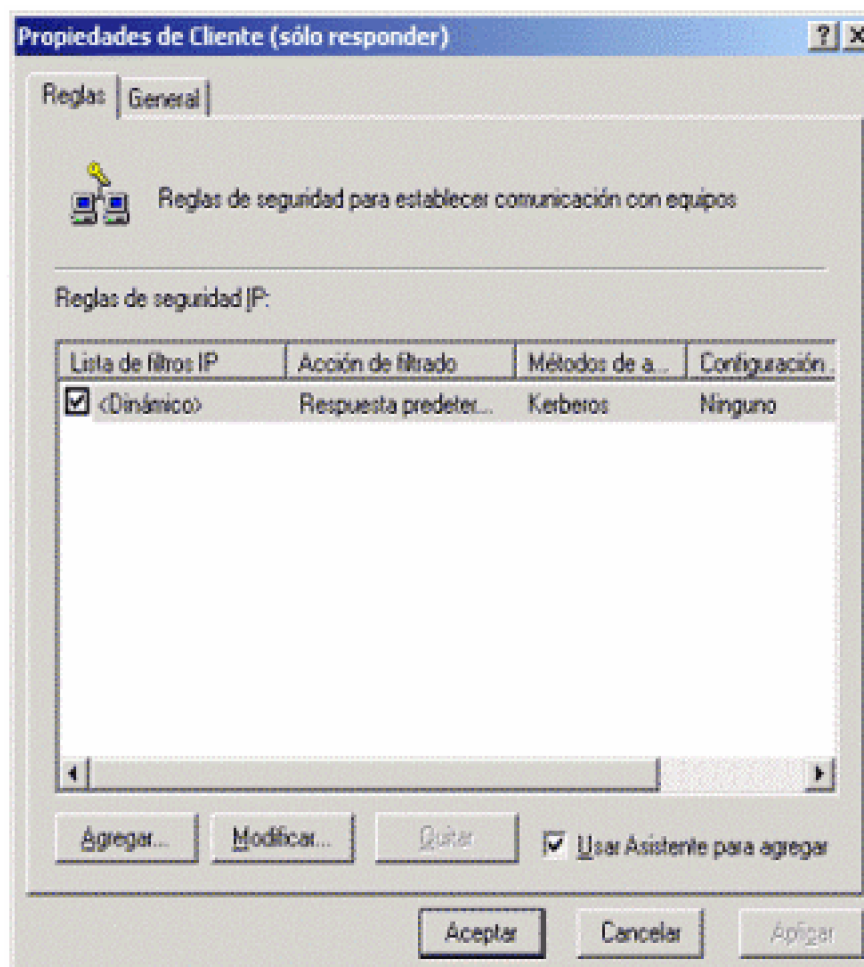 Propiedades de Cliente (sólo responder)
Reglas General
Reglas de seguridad para establecer comunicación con equipos
Reglas de seguridad IP:
Lista de filtros IP Acción de filtrado Métodos de a... Configuración.
<Dinámico> Respuesta predeter... Kerberos Ninguno
Agregar... Modificar... Quitar Usar Asistente para agregar
Aceptar Cancelar Aplicar